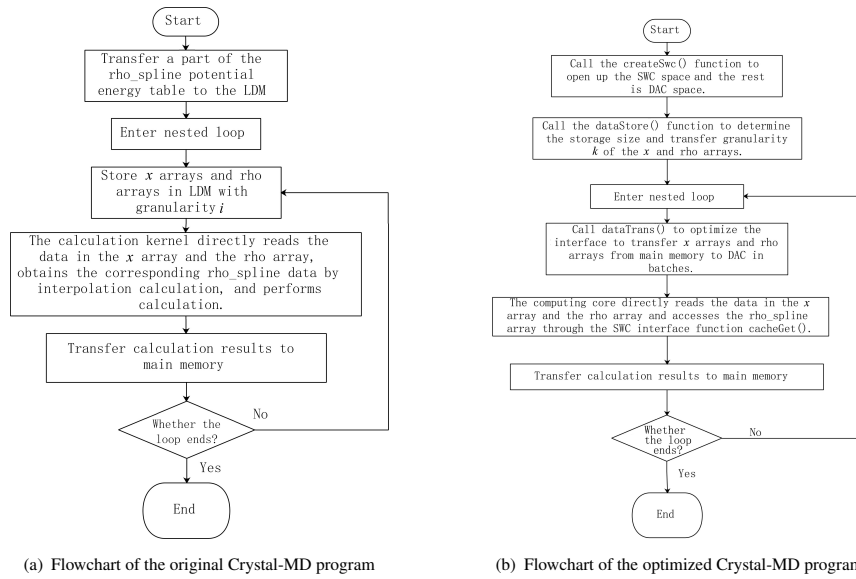 Start
Transfer a part of the
rho_spline potential
energy table to the LDM
Enter nested loop
Store x arrays and rho
arrays in LDM with
granularity i
The calculation kernel directly reads the
data in the x array and the rho array,
obtains the corresponding rho_spline data by
interpolation calculation, and performs
calculation.
Transfer calculation results to
main memory
Whether the
loop ends?
No
Yes
End
(a) Flowchart of the original Crystal-MD program
Start
Call the createSwc() function to
open up the SWC space and the rest
is DAC space.
Call the dataStore() function to determine
the storage size and transfer granularity
k of the x and rho arrays.
Enter nested loop
Call dataTrans() to optimize the
interface to transfer x arrays and rho
arrays from main memory to DAC in
batches.
The computing core directly reads the data in the x
array and the rho array and accesses the rho_spline
array through the SWC interface function cacheGet().
Transfer calculation results to main memory
Whether
the loop
ends?
No
Yes
End
(b) Flowchart of the optimized Crystal-MD program